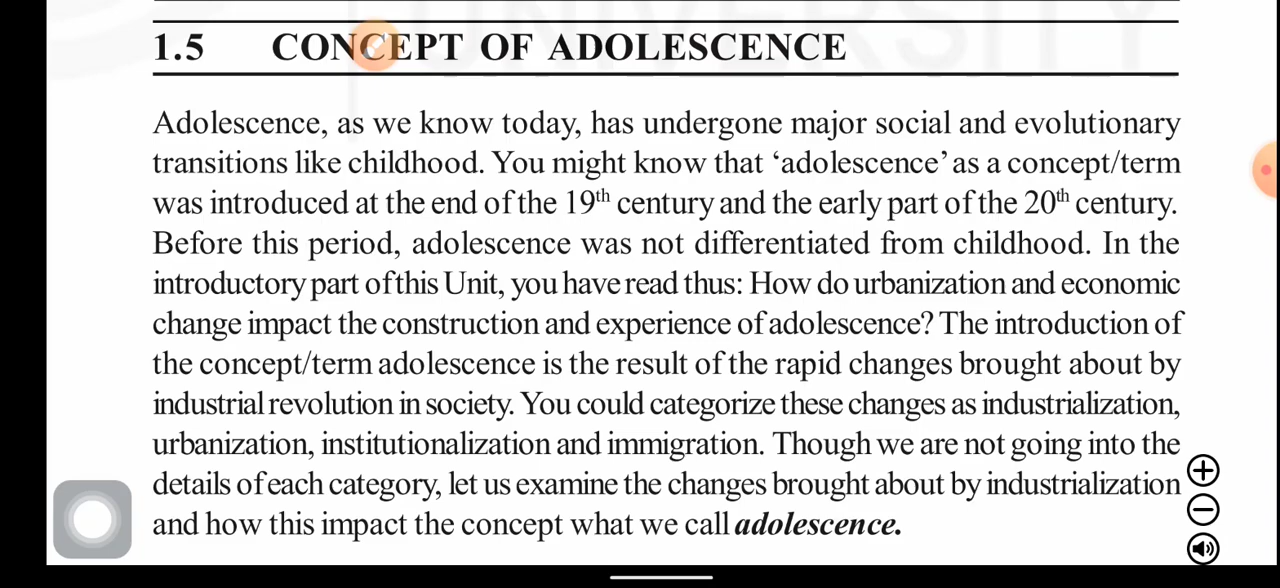 1.5 CONCEPT OF ADOLESCENCE
Adolescence, as we know today, has undergone major social and evolutionary
transitions like childhood. You might know that ‘adolescence’ as a concept/term
was introduced at the end of the 19th century and the early part of the 20th century.
Before this period, adolescence was not differentiated from childhood. In the
introductory part of this Unit, you have read thus: How do urbanization and economic
change impact the construction and experience of adolescence? The introduction of
the concept/term adolescence is the result of the rapid changes brought about by
industrial revolution in society. You could categorize these changes as industrialization,
urbanization, institutionalization and immigration. Though we are not going into the
details of each category, let us examine the changes brought about by industrialization
and how this impact the concept what we call adolescence.